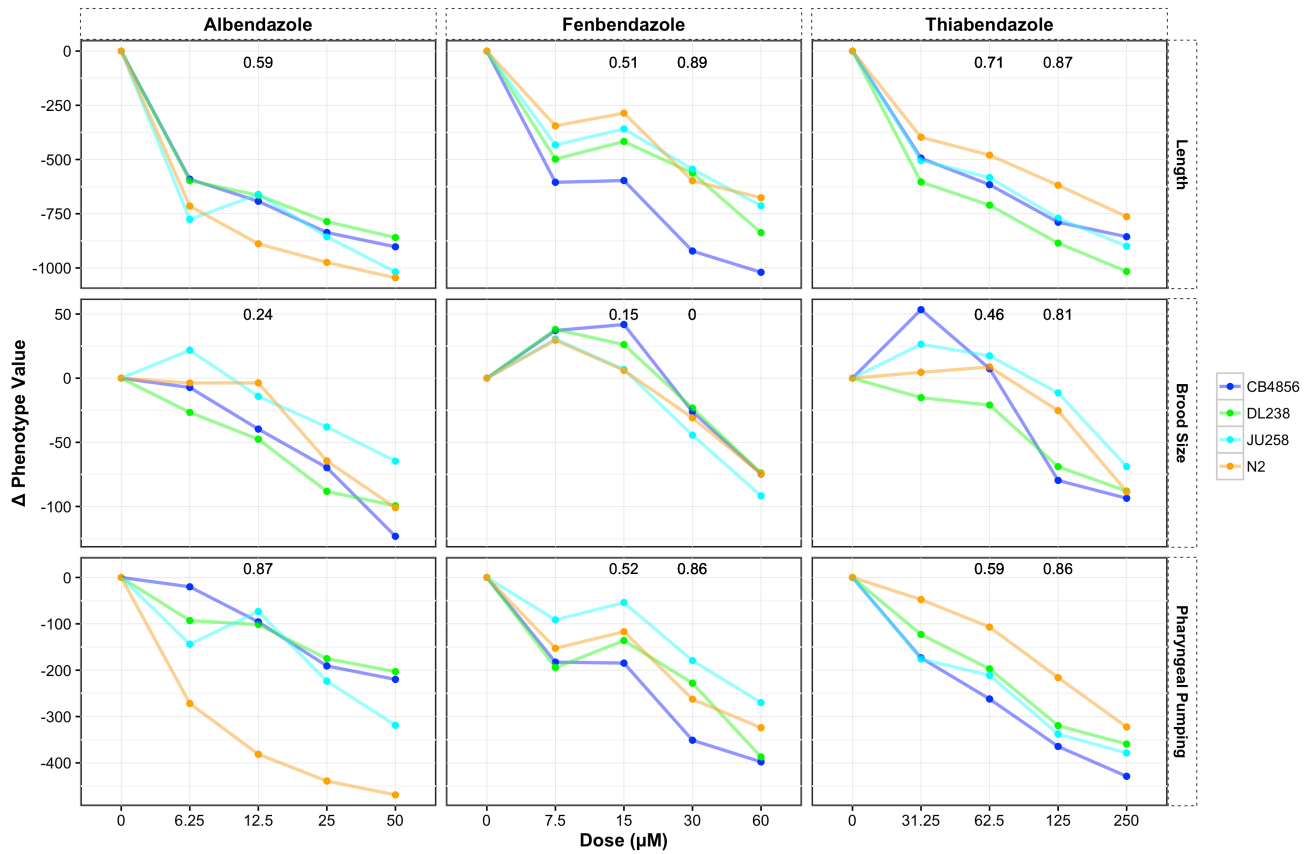 Albendazole Fenbendazole Thiabendazole
0 0.59 0.51 0.89 0.71 0.87
-250
-500
-750
-1000
Length
50 0.24 0.15 0 0.46 0.81
0
-50
-100
Brood Size
0 0.87 0.52 0.86 0.59 0.86
-100
-200
-300
-400
Pharyngeal Pumping
Δ Phenotype Value
0 6.25 12.5 25 50 0 7.5 15 30 60 0 31.25 62.5 125 250
Dose (µM)
CB4856
DL238
JU258
N2